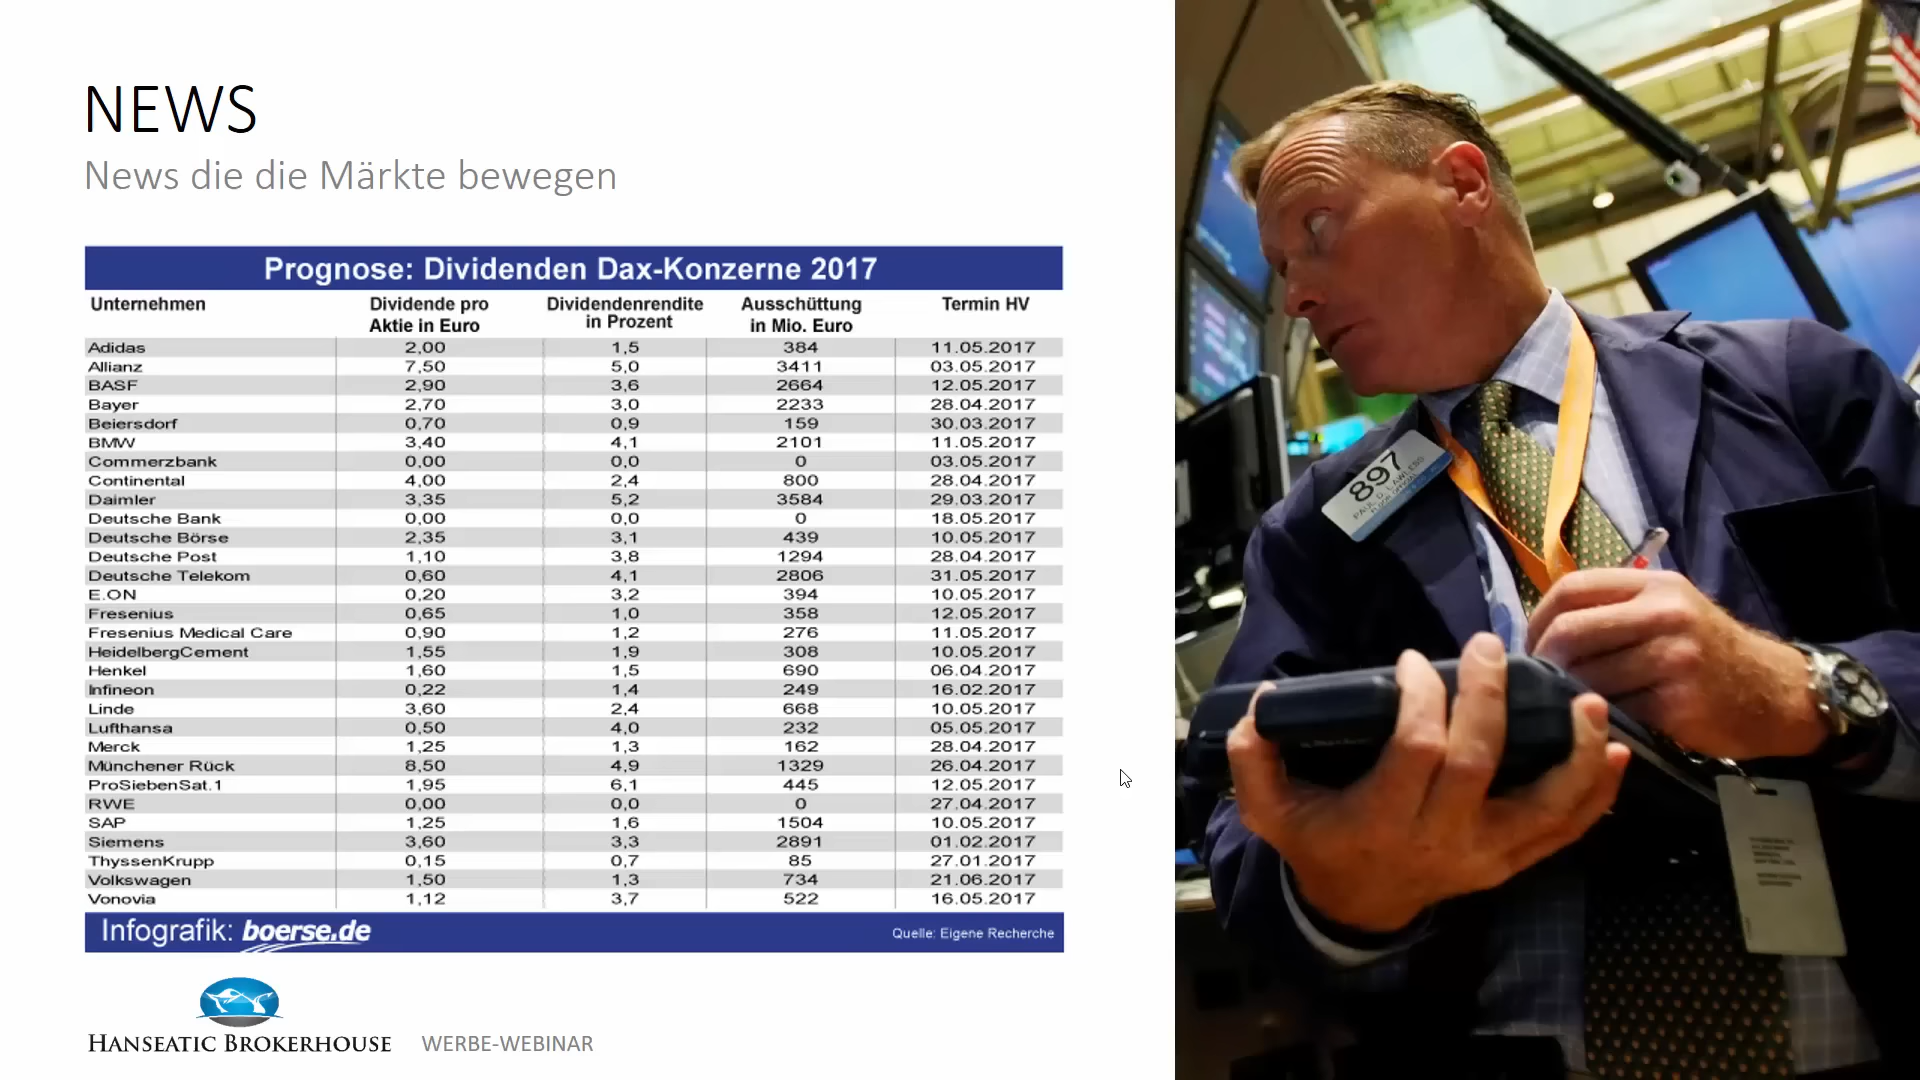 NEWS
News die die Märkte bewegen
Prognose: Dividenden Dax-Konzerne 2017
Unternehmen Dividende pro Aktie in Euro Dividendenrendite in Prozent Ausschüttung in Mio. Euro Termin HV
Adidas 2,00 1,5 384 11.05.2017
Allianz 7,50 5,0 3411 03.05.2017
BASF 2,90 3,6 2664 12.05.2017
Bayer 2,70 3,0 2233 28.04.2017
Beiersdorf 0,70 0,9 159 30.03.2017
BMW 3,40 4,1 2101 11.05.2017
Commerzbank 0,00 0,0 0 03.05.2017
Continental 4,00 2,4 800 28.04.2017
Daimler 3,35 5,2 3584 29.03.2017
Deutsche Bank 0,00 0,0 0 18.05.2017
Deutsche Börse 2,35 3,1 439 10.05.2017
Deutsche Post 1,10 3,8 1294 28.04.2017
Deutsche Telekom 0,60 4,1 2806 31.05.2017
E.ON 0,20 3,2 394 10.05.2017
Fresenius 0,65 1,0 358 12.05.2017
Fresenius Medical Care 0,90 1,2 276 11.05.2017
HeidelbergCement 1,55 1,9 308 10.05.2017
Henkel 1,60 1,5 690 06.04.2017
Infineon 0,22 1,4 249 16.02.2017
Linde 3,60 2,4 668 10.05.2017
Lufthansa 0,50 4,0 232 05.05.2017
Merck 1,25 1,3 162 28.04.2017
Münchener Rück 8,50 4,9 1329 26.04.2017
ProSiebenSat.1 1,95 6,1 445 12.05.2017
RWE 0,00 0,0 0 27.04.2017
SAP 1,25 1,6 1504 10.05.2017
Siemens 3,60 3,3 2891 01.02.2017
ThyssenKrupp 0,15 0,7 85 27.01.2017
Volkswagen 1,50 1,3 734 21.06.2017
Vonovia 1,12 3,7 522 16.05.2017
Infografik: boerse.de
Quelle: Eigene Recherche
HANSEATIC BROKERHOUSE
WERBE-WEBINAR
897
PAUL D. LAWLESS